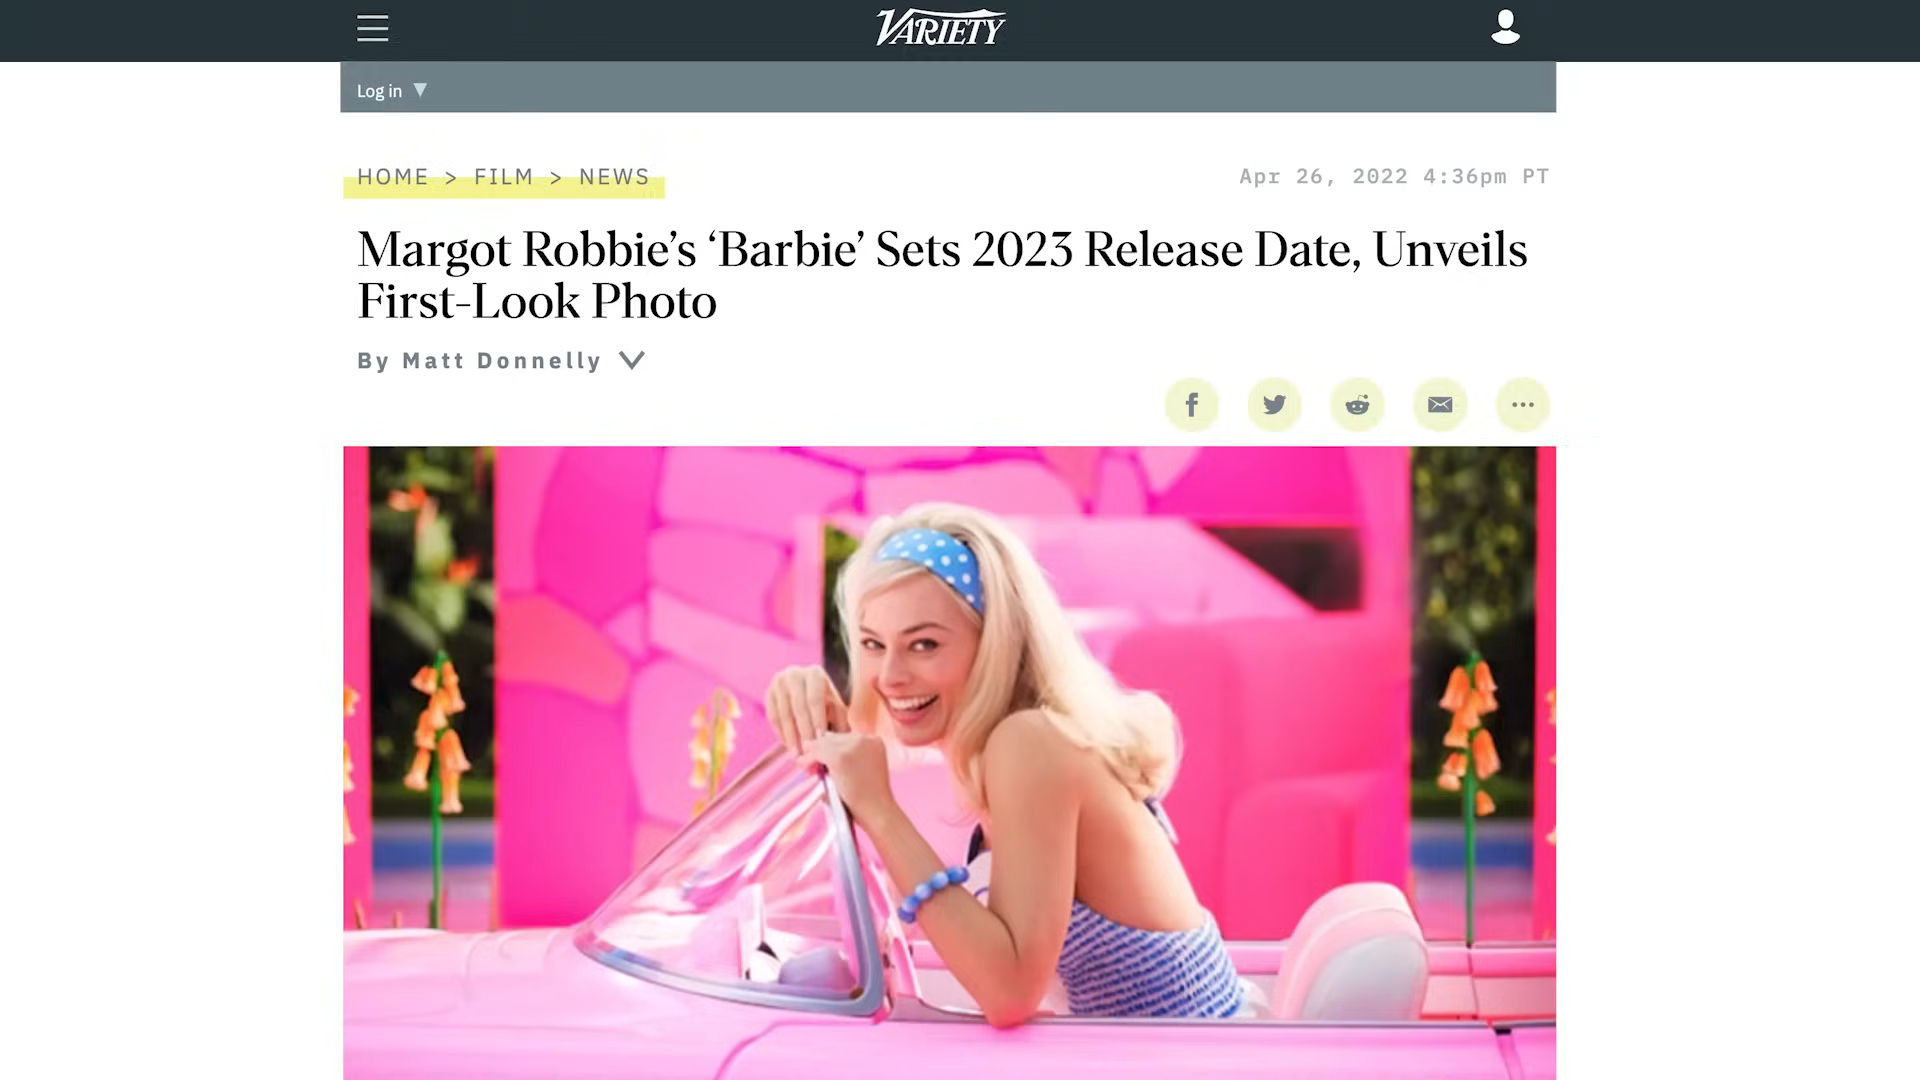 VARIETY
Log in
HOME > FILM > NEWS
Apr 26, 2022 4:36pm PT
Margot Robbie’s ‘Barbie’ Sets 2023 Release Date, Unveils
First-Look Photo
By Matt Donnelly